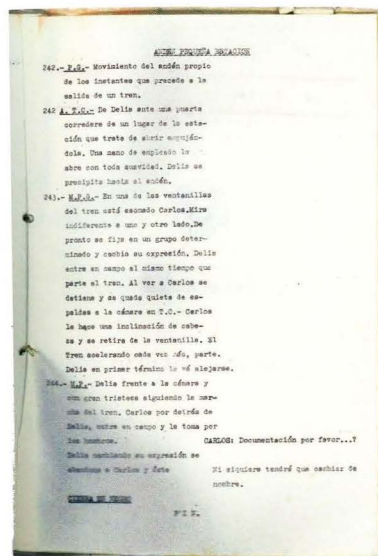 ANDEN PEQUEÑA ESTACION
242.- P.G.- Movimiento del andén propio
de los instantes que precede a la
salida de un tren.
242 A. T.C.- De Delia ante una puerta
corredera de un lugar de la esta-
ción que trata de abrir empuján-
dola. Una mano de empleado la
abre con toda suavidad. Delia se
precipita hacia el andén.
243.- M.P.G.- En una de las ventanillas
del tren está asomado Carlos.Mira
indiferente a uno y otro lado.De
pronto se fija en un grupo deter-
minado y cambia su expresión. Delia
entra en campo al mismo tiempo que
parte el tren. Al ver a Carlos se
detiene y se queda quieta de es-
paldas a la cámara en T.C.- Carlos
le hace una inclinación de cabe-
za y se retira de la ventanilla. El
Tren acelerando cada vez más, parte.
Delia en primer término le vé alejarse.
244.- M.P.- Delia frente a la cámara y
con gran tristeza siguiendo la mar-
cha del tren. Carlos por detrás de
Delia, entra en campo y la toma por
los hombros.
CARLOS: Documentación por favor...?
Delia cambiando su expresión se
abandona a Carlos y éste
Ni siquiera tendré que cambiar de
nombre.
CIERRA EN NEGRO
F I N.